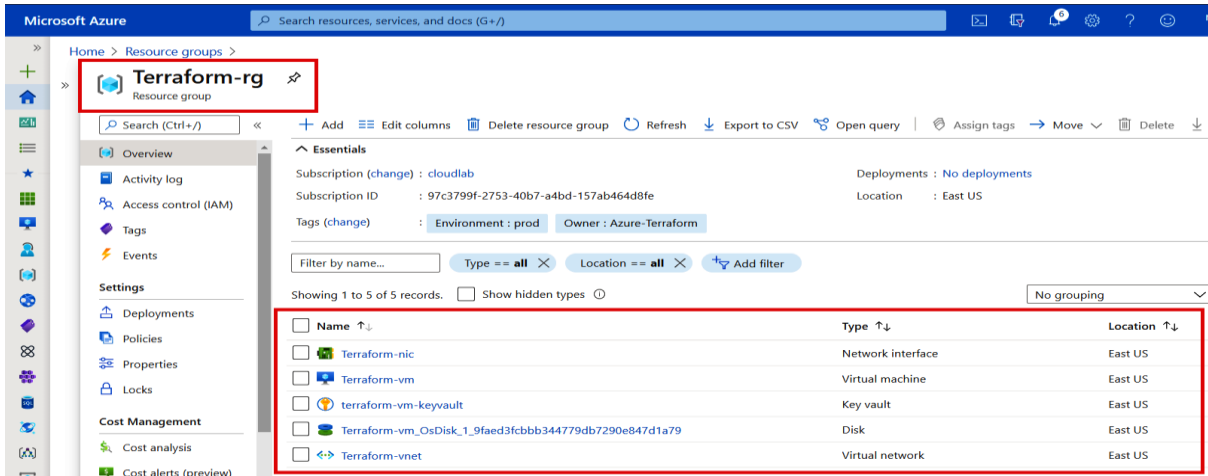 Microsoft Azure
Search resources, services, and docs (G+/)
6
Home > Resource groups >
Terraform-rg
Resource group
Search (Ctrl+/)
Add Edit columns Delete resource group Refresh Export to CSV Open query Assign tags Move Delete
Overview
Activity log
Access control (IAM)
Tags
Events
Settings
Deployments
Policies
Properties
Locks
Cost Management
Cost analysis
Cost alerts (preview)
Essentials
Subscription (change) : cloudlab
Deployments : No deployments
Subscription ID : 97c3799f-2753-40b7-a4bd-157ab464d8fe
Location : East US
Tags (change) : Environment : prod Owner : Azure-Terraform
Filter by name... Type == all Location == all Add filter
Showing 1 to 5 of 5 records. Show hidden types No grouping
Name Type Location
Terraform-nic Network interface East US
Terraform-vm Virtual machine East US
terraform-vm-keyvault Key vault East US
Terraform-vm_OsDisk_1_9faed3fcbbb344779db7290e847d1a79 Disk East US
Terraform-vnet Virtual network East US